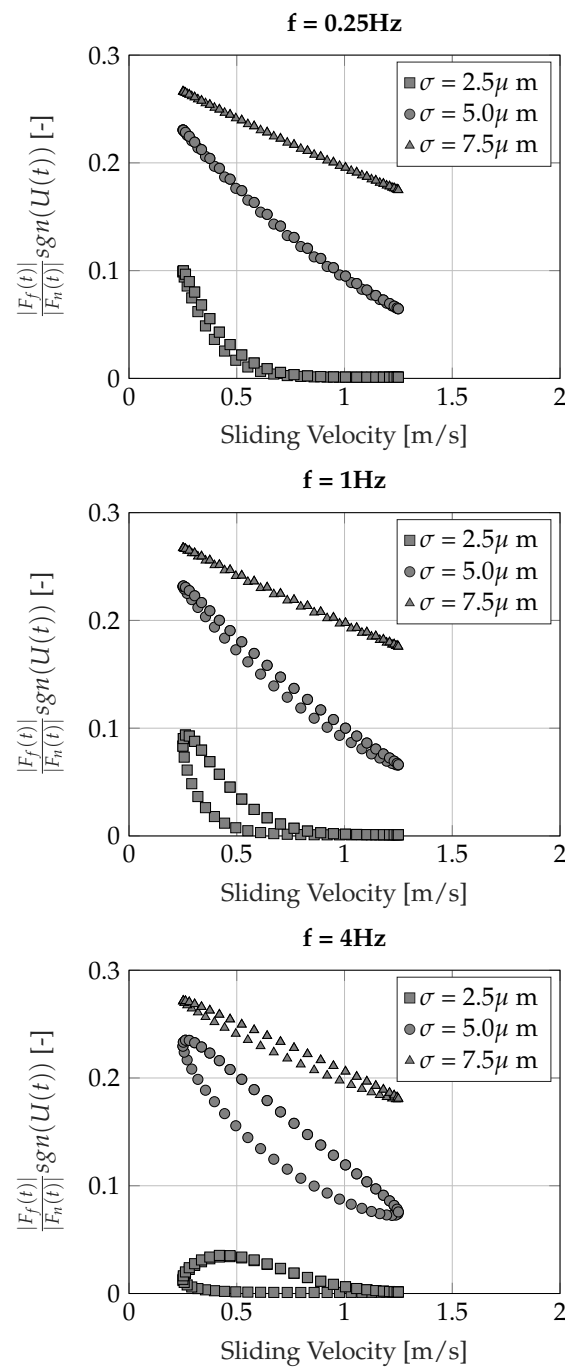 f = 0.25Hz
0.3
0.2
0.1
0
0
0.5
1
1.5
2
σ = 2.5μ m
σ = 5.0μ m
σ = 7.5μ m
|F_f(t)|/|F_n(t)| sgn(U(t)) [-]
Sliding Velocity [m/s]
f = 1Hz
0.3
0.2
0.1
0
0
0.5
1
1.5
2
σ = 2.5μ m
σ = 5.0μ m
σ = 7.5μ m
|F_f(t)|/|F_n(t)| sgn(U(t)) [-]
Sliding Velocity [m/s]
f = 4Hz
0.3
0.2
0.1
0
0
0.5
1
1.5
2
σ = 2.5μ m
σ = 5.0μ m
σ = 7.5μ m
|F_f(t)|/|F_n(t)| sgn(U(t)) [-]
Sliding Velocity [m/s]